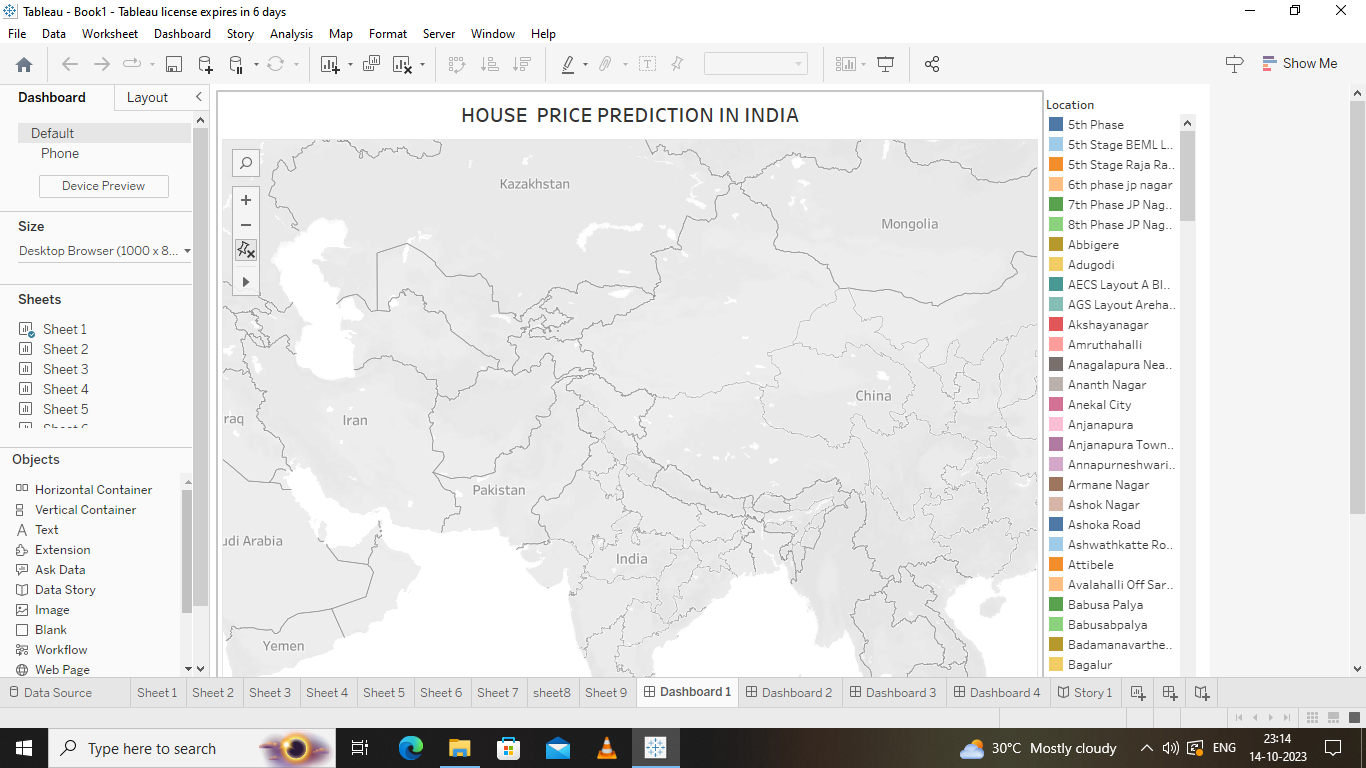 Tableau - Book1 - Tableau license expires in 6 days
File Data Worksheet Dashboard Story Analysis Map Format Server Window Help
Show Me
Dashboard Layout
Default
Phone
Device Preview
Size
Desktop Browser (1000 x 8...
Sheets
Sheet 1
Sheet 2
Sheet 3
Sheet 4
Sheet 5
Objects
Horizontal Container
Vertical Container
Text
Extension
Ask Data
Data Story
Image
Blank
Workflow
Web Page
HOUSE PRICE PREDICTION IN INDIA
Kazakhstan
Mongolia
China
raq
Iran
Pakistan
udi Arabia
India
Yemen
Location
5th Phase
5th Stage BEML L..
5th Stage Raja Ra..
6th phase jp nagar
7th Phase JP Nag..
8th Phase JP Nag..
Abbigere
Adugodi
AECS Layout A Bl..
AGS Layout Areha..
Akshayanagar
Amruthahalli
Anagalapura Nea..
Ananth Nagar
Anekal City
Anjanapura
Anjanapura Town..
Annapurneshwari..
Armane Nagar
Ashok Nagar
Ashoka Road
Ashwathkatte Ro..
Attibele
Avalahalli Off Sar..
Babusa Palya
Babusabpalya
Badamanavarthe..
Bagalur
Data Source Sheet 1 Sheet 2 Sheet 3 Sheet 4 Sheet 5 Sheet 6 Sheet 7 sheet8 Sheet 9 Dashboard 1 Dashboard 2 Dashboard 3 Dashboard 4 Story 1
Type here to search
30°C Mostly cloudy
ENG
23:14
14-10-2023